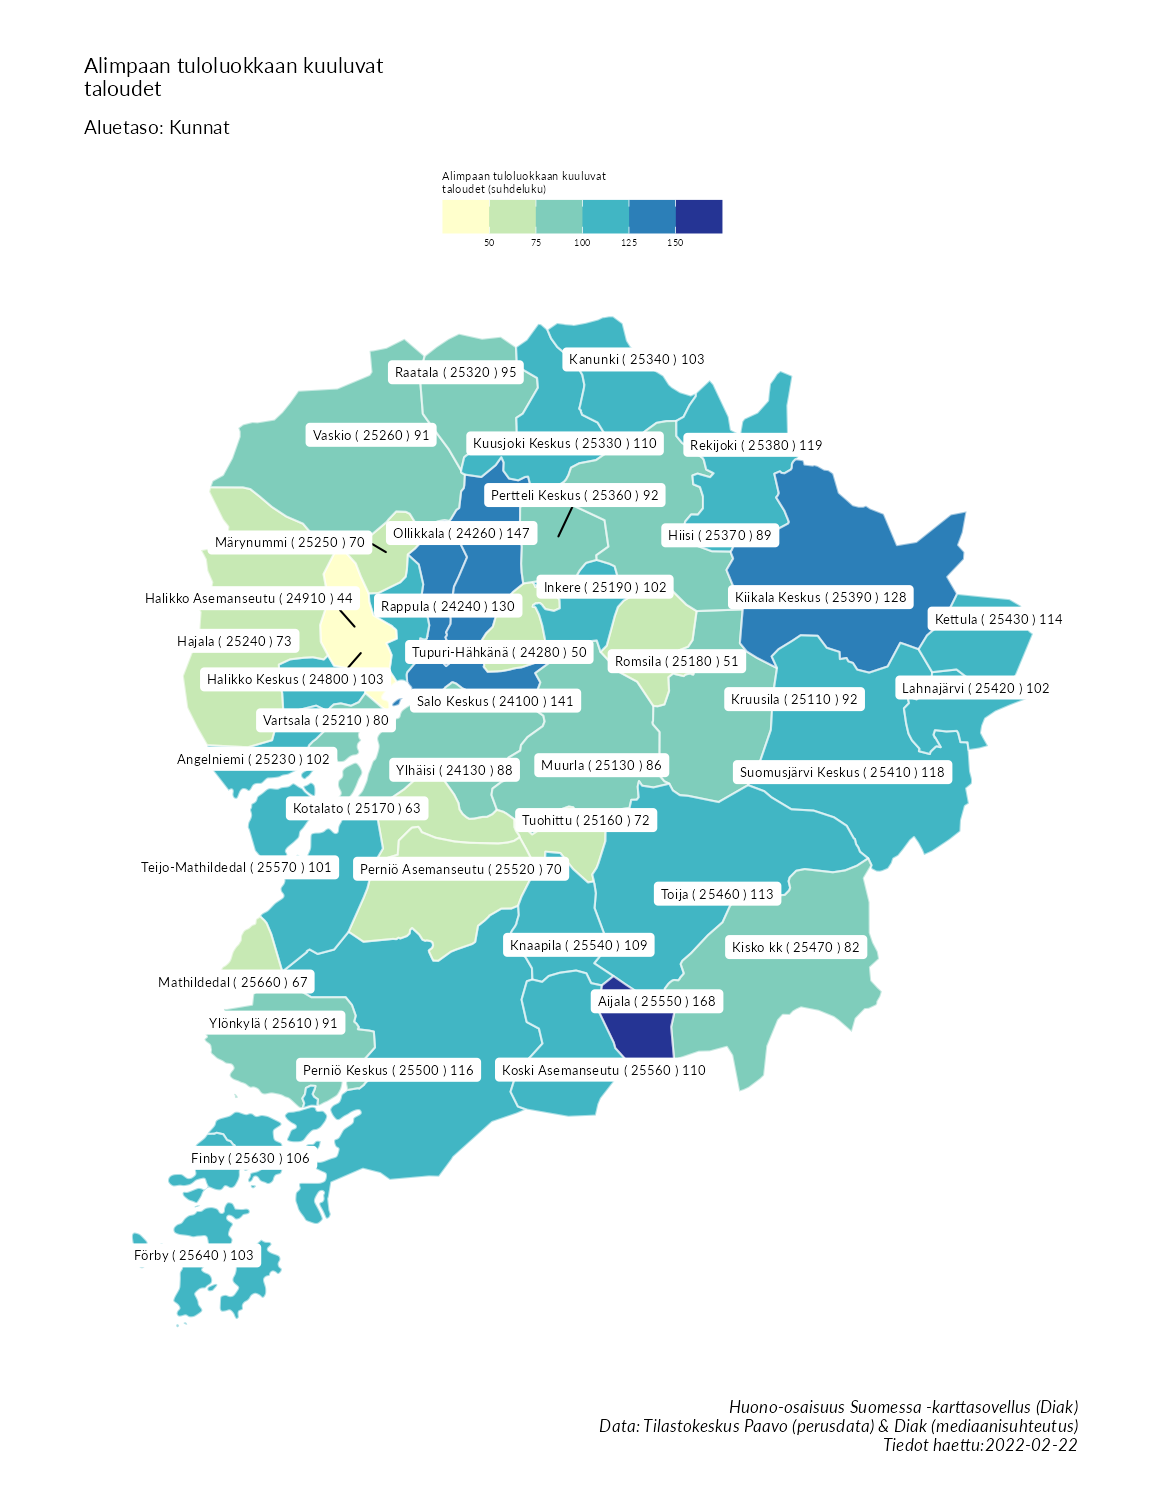 Alimpaan tuloluokkaan kuuluvat
taloudet
Aluetaso: Kunnat
Alimpaan tuloluokkaan kuuluvat
taloudet (suhdeluku)
50 75 100 125 150
Kanunki ( 25340 ) 103
Raatala ( 25320 ) 95
Vaskio ( 25260 ) 91
Kuusjoki Keskus ( 25330 ) 110
Rekijoki ( 25380 ) 119
Pertteli Keskus ( 25360 ) 92
Ollikkala ( 24260 ) 147
Hiisi ( 25370 ) 89
Märynummi ( 25250 ) 70
Inkere ( 25190 ) 102
Halikko Asemanseutu ( 24910 ) 44
Kiikala Keskus ( 25390 ) 128
Rappula ( 24240 ) 130
Kettula ( 25430 ) 114
Hajala ( 25240 ) 73
Tupuri-Hähkänä ( 24280 ) 50
Romsila ( 25180 ) 51
Halikko Keskus ( 24800 ) 103
Lahnajärvi ( 25420 ) 102
Salo Keskus ( 24100 ) 141
Kruusila ( 25110 ) 92
Vartsala ( 25210 ) 80
Angelniemi ( 25230 ) 102
Ylhäisi ( 24130 ) 88
Muurla ( 25130 ) 86
Suomusjärvi Keskus ( 25410 ) 118
Kotalato ( 25170 ) 63
Tuohittu ( 25160 ) 72
Teijo-Mathildedal ( 25570 ) 101
Perniö Asemanseutu ( 25520 ) 70
Toija ( 25460 ) 113
Knaapila ( 25540 ) 109
Kisko kk ( 25470 ) 82
Mathildedal ( 25660 ) 67
Aijala ( 25550 ) 168
Ylönkylä ( 25610 ) 91
Perniö Keskus ( 25500 ) 116
Koski Asemanseutu ( 25560 ) 110
Finby ( 25630 ) 106
Förby ( 25640 ) 103
Huono-osaisuus Suomessa -karttasovellus (Diak)
Data: Tilastokeskus Paavo (perusdata) & Diak (mediaanisuhteutus)
Tiedot haettu:2022-02-22